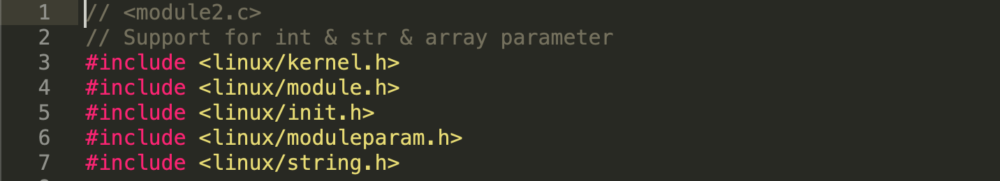 1 // <module2.c>
2 // Support for int & str & array parameter
3 #include <linux/kernel.h>
4 #include <linux/module.h>
5 #include <linux/init.h>
6 #include <linux/moduleparam.h>
7 #include <linux/string.h>